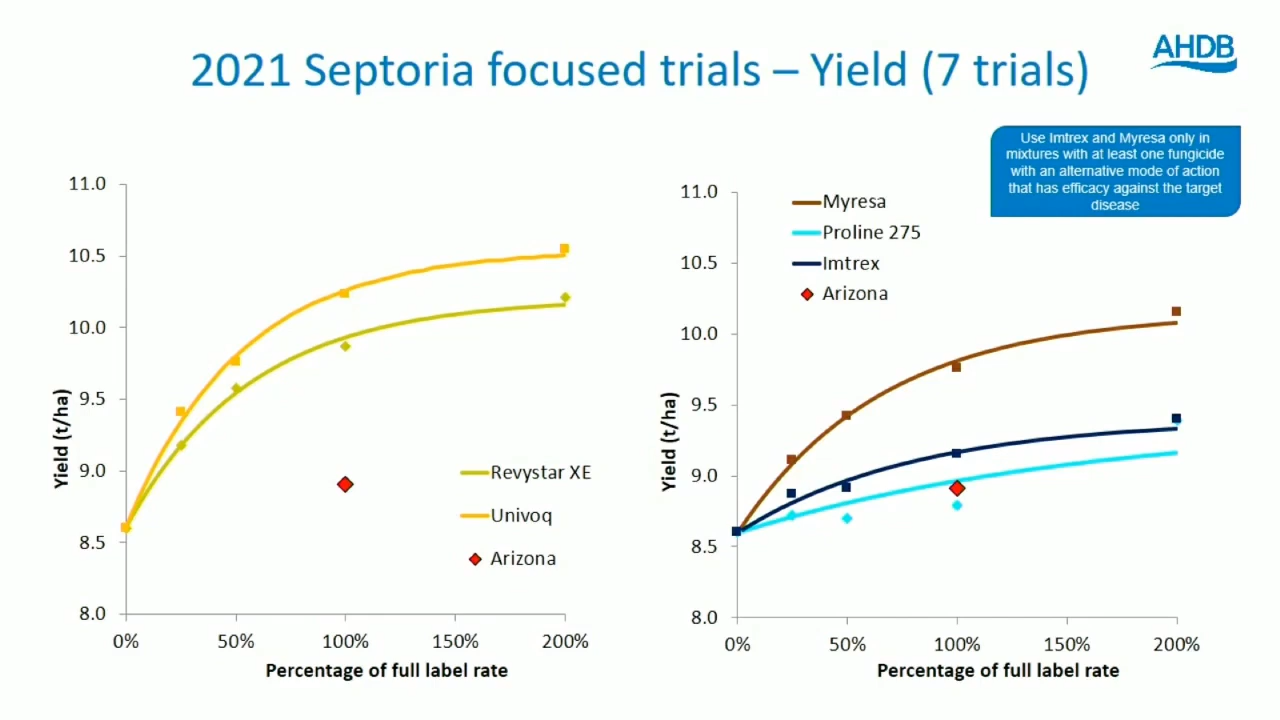 AHDB
2021 Septoria focused trials – Yield (7 trials)
Use Imtrex and Myresa only in
mixtures with at least one fungicide
with an alternative mode of action
that has efficacy against the target
disease
11.0
10.5
10.0
9.5
9.0
8.5
8.0
Yield (t/ha)
Revystar XE
Univoq
Arizona
0%
50%
100%
150%
200%
Percentage of full label rate
11.0
10.5
10.0
9.5
9.0
8.5
8.0
Yield (t/ha)
Myresa
Proline 275
Imtrex
Arizona
0%
50%
100%
150%
200%
Percentage of full label rate